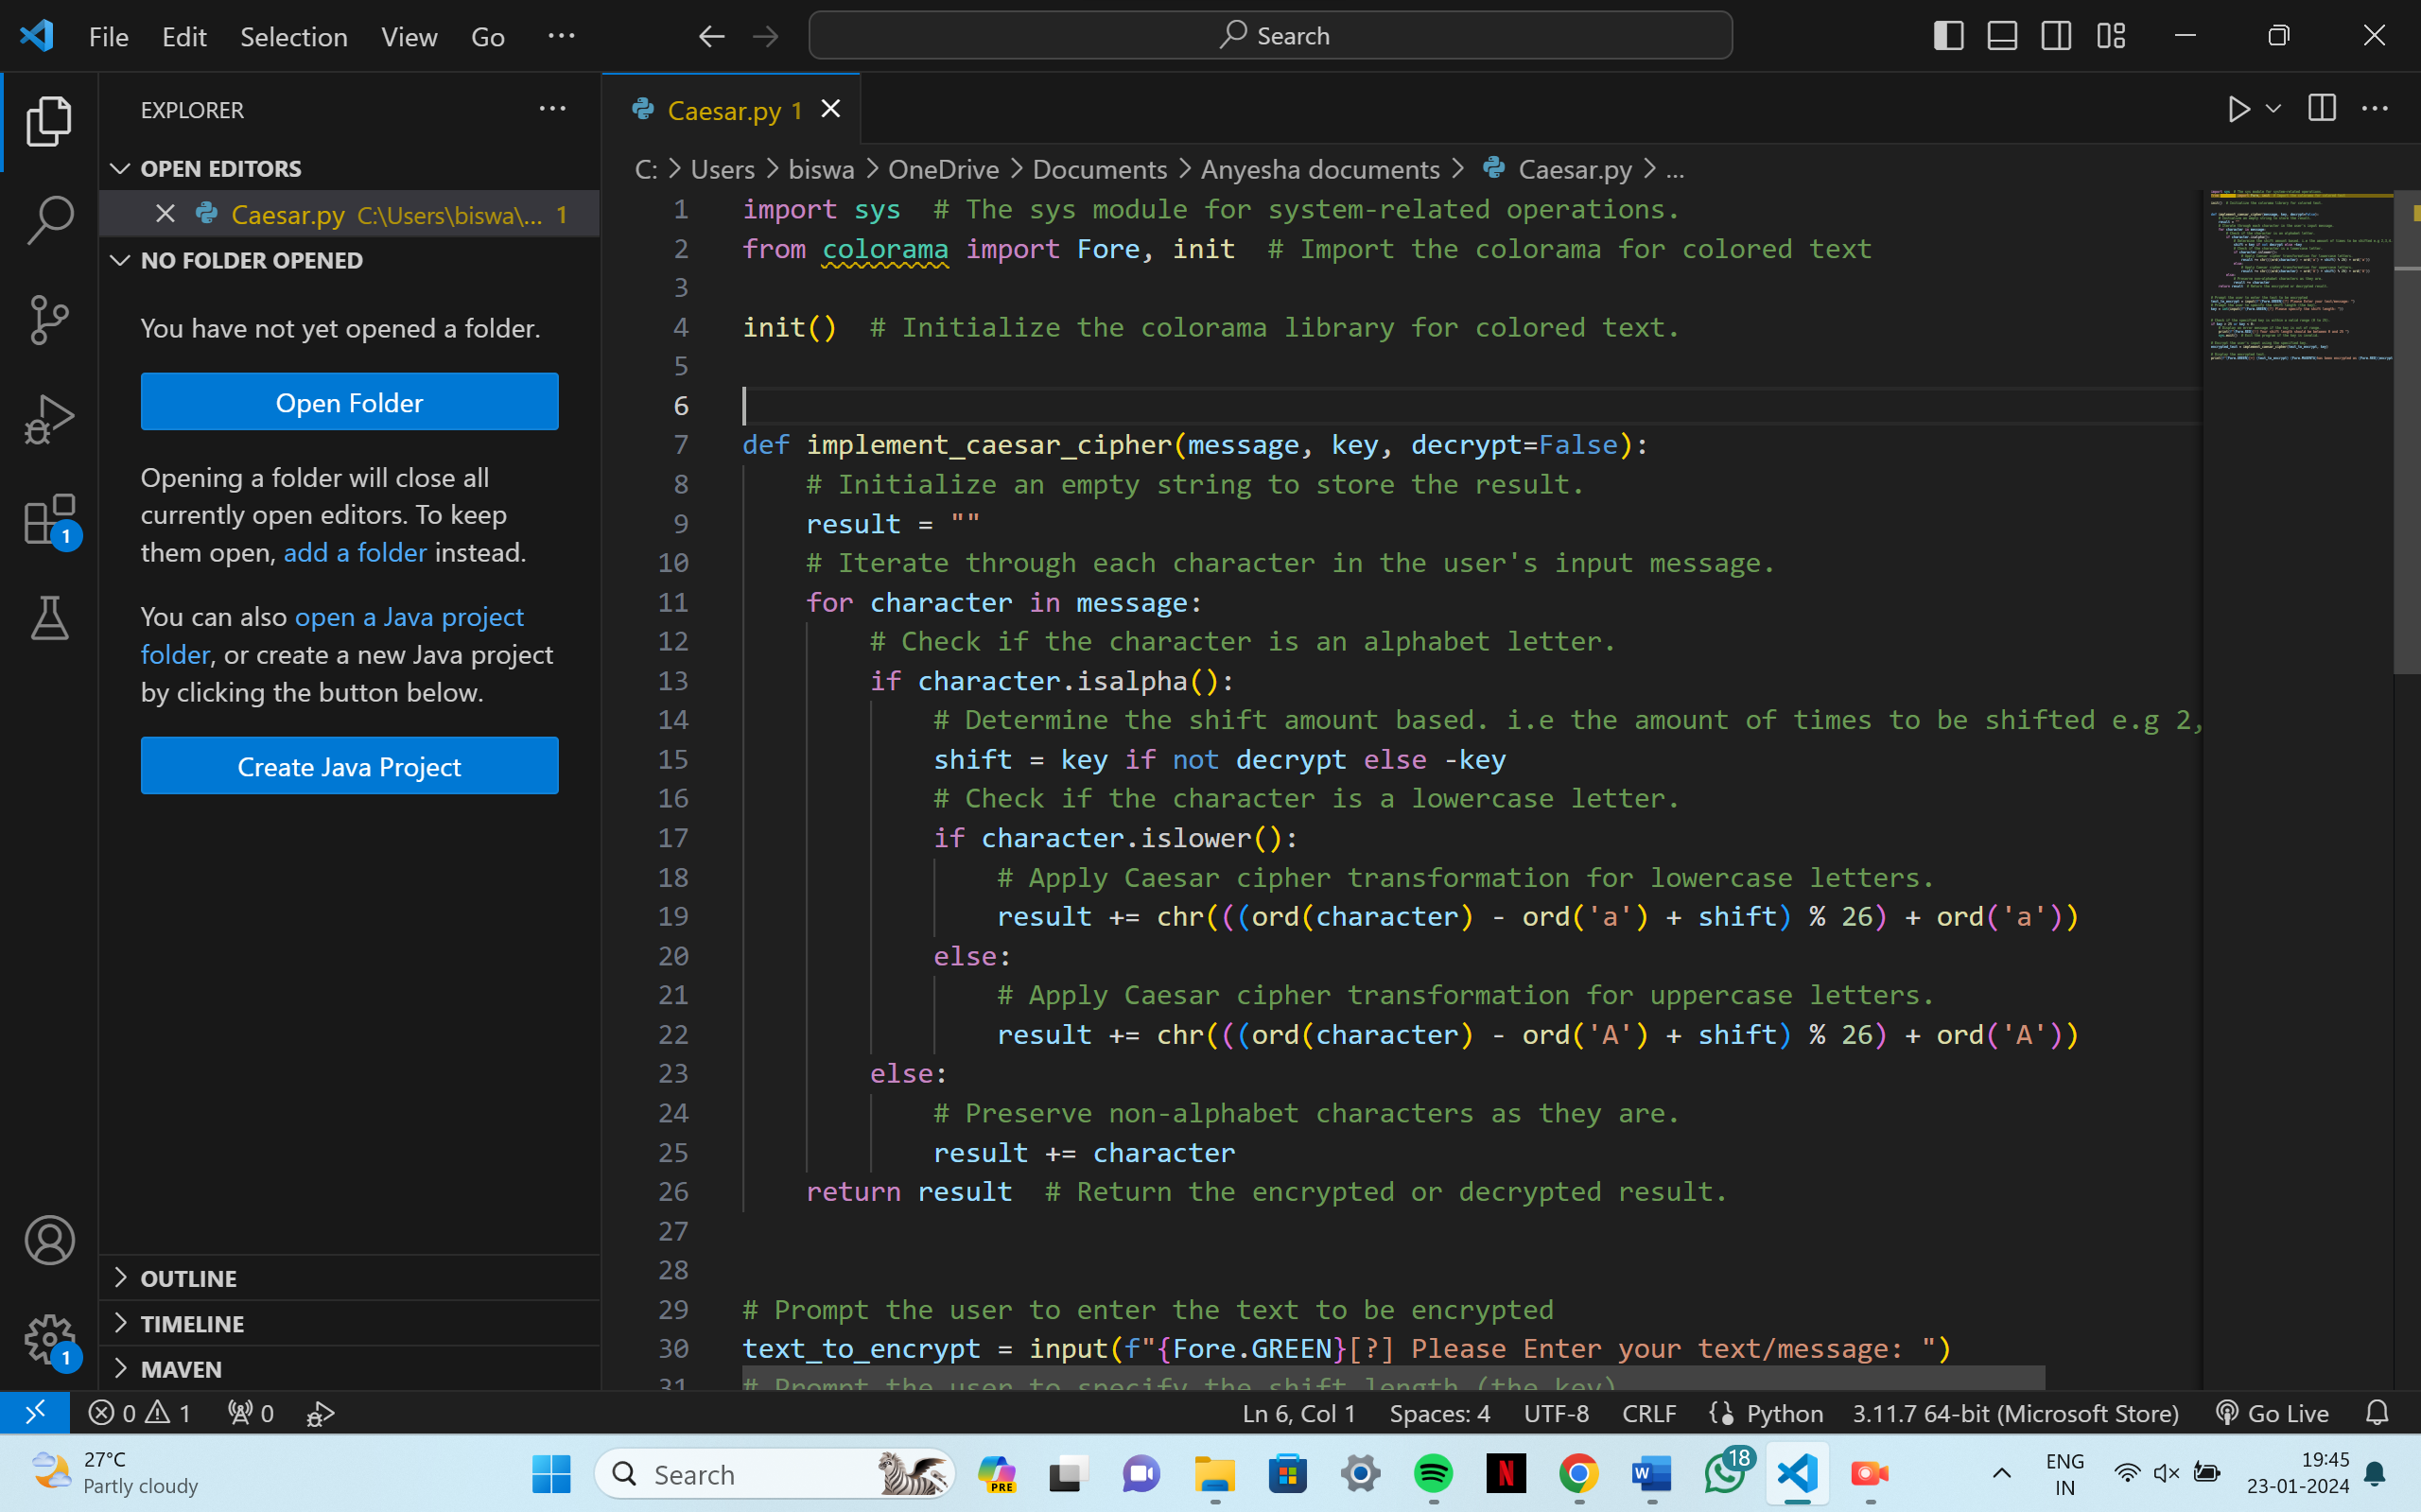 File Edit Selection View Go ···
Search
EXPLORER
OPEN EDITORS
Caesar.py C:\Users\biswa\... 1
NO FOLDER OPENED
You have not yet opened a folder.
Open Folder
Opening a folder will close all
currently open editors. To keep
them open, add a folder instead.
You can also open a Java project
folder, or create a new Java project
by clicking the button below.
Create Java Project
1
1
OUTLINE
TIMELINE
MAVEN
Caesar.py 1
C: > Users > biswa > OneDrive > Documents > Anyesha documents > Caesar.py > ...
1 import sys  # The sys module for system-related operations.
2 from colorama import Fore, init  # Import the colorama for colored text
3
4 init()  # Initialize the colorama library for colored text.
5
6
7 def implement_caesar_cipher(message, key, decrypt=False):
8     # Initialize an empty string to store the result.
9     result = ""
10     # Iterate through each character in the user's input message.
11     for character in message:
12         # Check if the character is an alphabet letter.
13         if character.isalpha():
14             # Determine the shift amount based. i.e the amount of times to be shifted e.g 2,
15             shift = key if not decrypt else -key
16             # Check if the character is a lowercase letter.
17             if character.islower():
18                 # Apply Caesar cipher transformation for lowercase letters.
19                 result += chr(((ord(character) - ord('a') + shift) % 26) + ord('a'))
20             else:
21                 # Apply Caesar cipher transformation for uppercase letters.
22                 result += chr(((ord(character) - ord('A') + shift) % 26) + ord('A'))
23         else:
24             # Preserve non-alphabet characters as they are.
25             result += character
26     return result  # Return the encrypted or decrypted result.
27
28
29 # Prompt the user to enter the text to be encrypted
30 text_to_encrypt = input(f"{Fore.GREEN}[?] Please Enter your text/message: ")
31 # Prompt the user to specify the shift length (the key)
0 1 0
Ln 6, Col 1 Spaces: 4 UTF-8 CRLF Python 3.11.7 64-bit (Microsoft Store) Go Live
27°C
Partly cloudy
Search
PRE
N
W
18
ENG
IN
19:45
23-01-2024